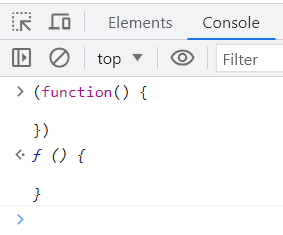 Elements Console
top Filter
> (function() {
})
<· ƒ () {
}
>